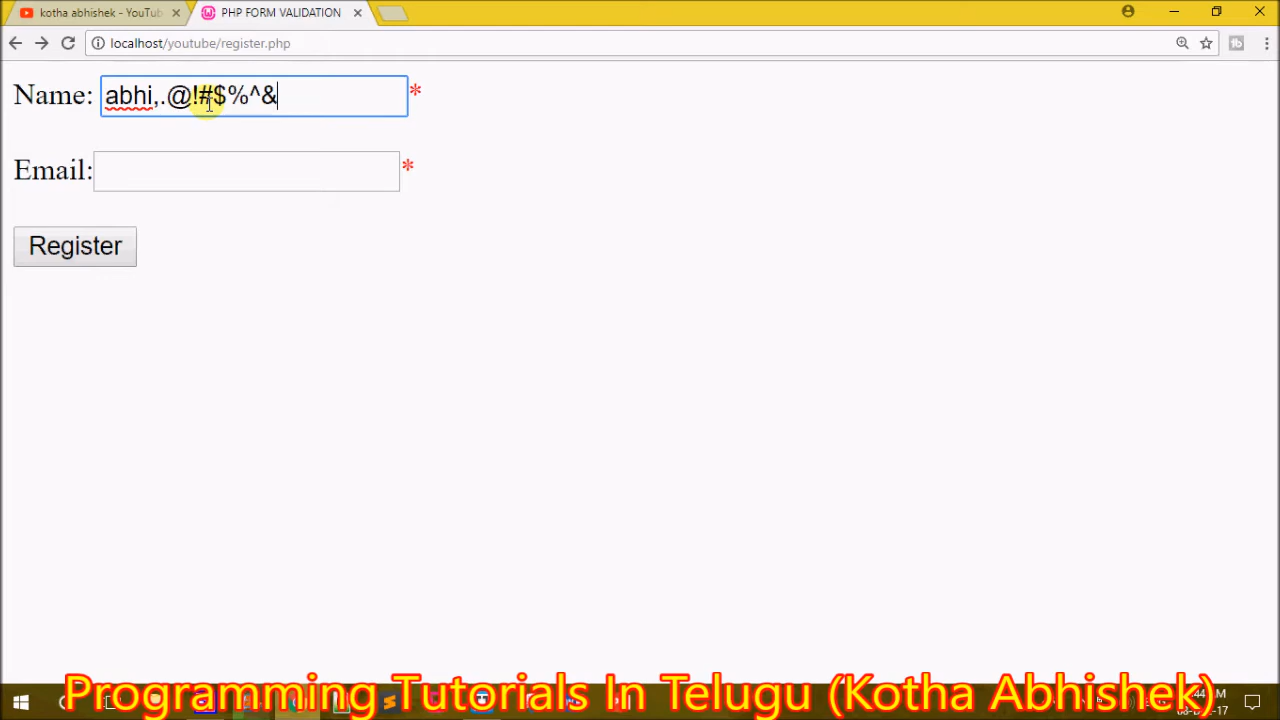 kotha abhishek - YouTub
PHP FORM VALIDATION
localhost/youtube/register.php
Name: abhi,.@!#$%^& *
Email: *
Register
Programming Tutorials In Telugu (Kotha Abhishek)